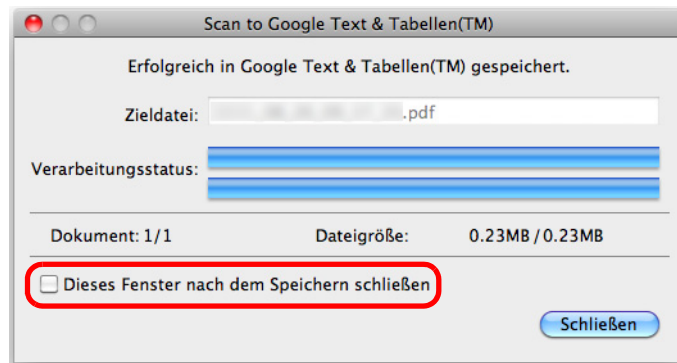 Scan to Google Text & Tabellen(TM)
Erfolgreich in Google Text & Tabellen(TM) gespeichert.
Zieldatei: .pdf
Verarbeitungsstatus:
Dokument: 1/1 Dateigröße: 0.23MB / 0.23MB
Dieses Fenster nach dem Speichern schließen
Schließen